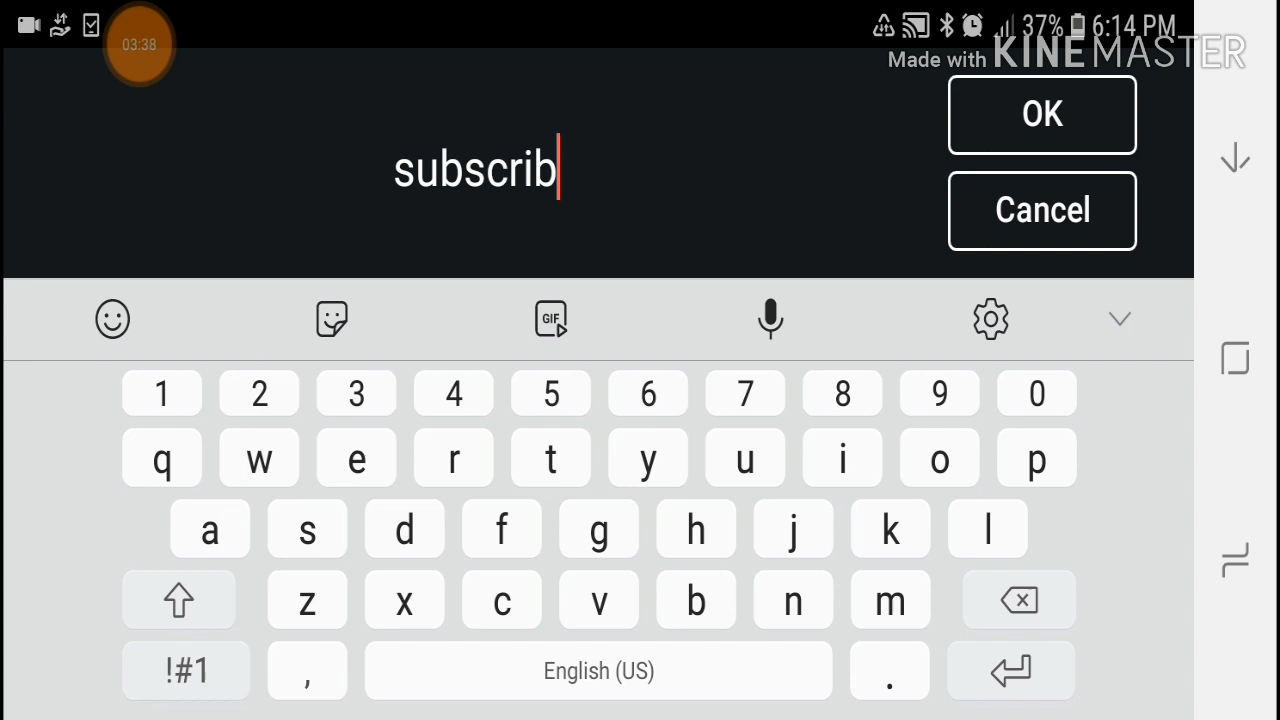 03:38
37% 6:14 PM
Made with KINEMASTER
OK
subscrib
Cancel
GIF
1 2 3 4 5 6 7 8 9 0
q w e r t y u i o p
a s d f g h j k l
z x c v b n m
!#1 , English (US) .